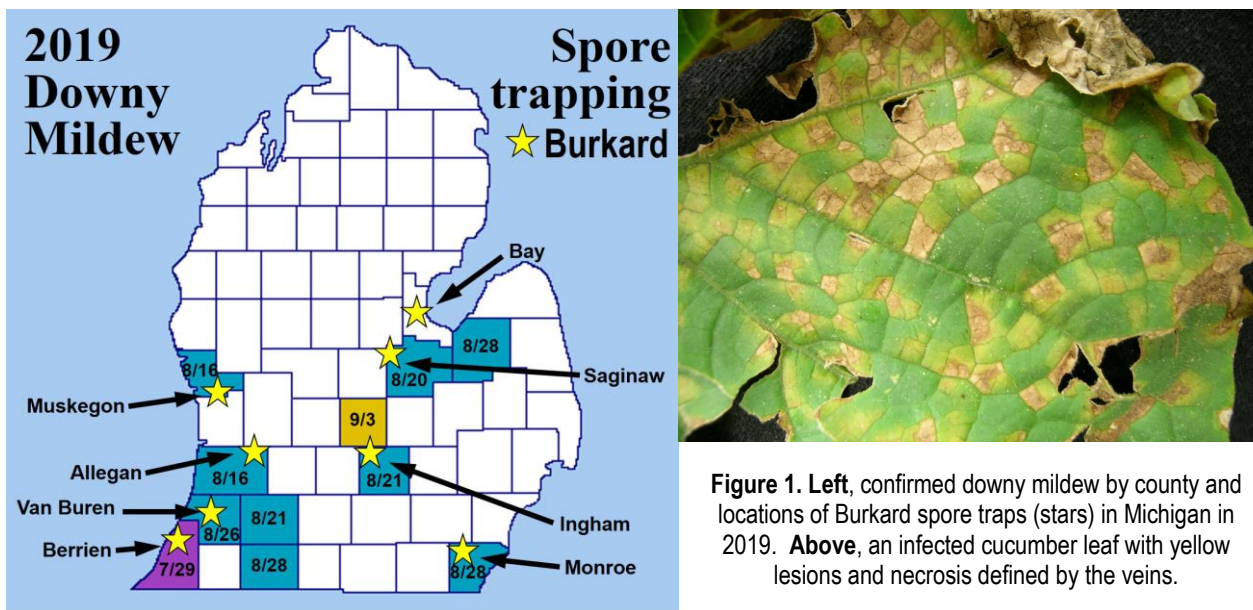 2019
Downy
Mildew
Spore
trapping
Burkard
Bay
8/28
8/16
8/20
Saginaw
Muskegon
9/3
Allegan
8/16
8/21
Van Buren
8/26
8/21
Ingham
Berrien
7/29
8/28
8/28
Monroe
Figure 1. Left, confirmed downy mildew by county and
locations of Burkard spore traps (stars) in Michigan in
2019. Above, an infected cucumber leaf with yellow
lesions and necrosis defined by the veins.